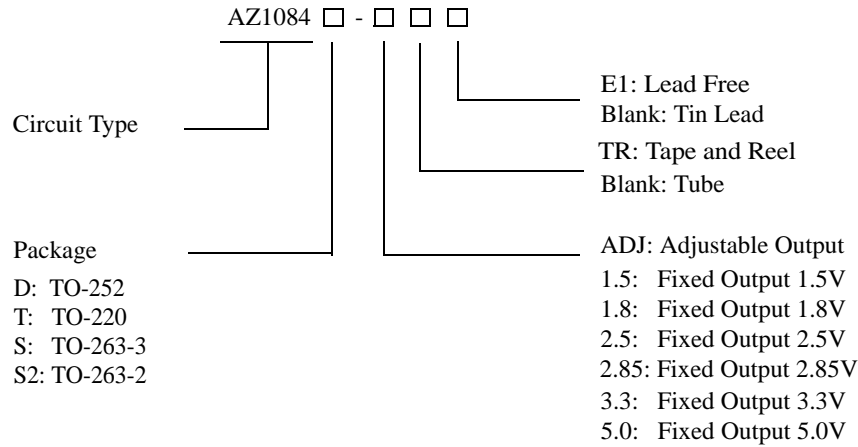 AZ1084 □ - □ □ □
Circuit Type
Package
D: TO-252
T: TO-220
S: TO-263-3
S2: TO-263-2
E1: Lead Free
Blank: Tin Lead
TR: Tape and Reel
Blank: Tube
ADJ: Adjustable Output
1.5: Fixed Output 1.5V
1.8: Fixed Output 1.8V
2.5: Fixed Output 2.5V
2.85: Fixed Output 2.85V
3.3: Fixed Output 3.3V
5.0: Fixed Output 5.0V